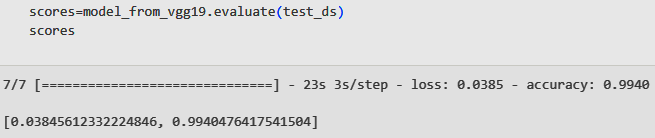 scores=model_from_vgg19.evaluate(test_ds)
scores
7/7 [==============================] - 23s 3s/step - loss: 0.0385 - accuracy: 0.9940
[0.03845612332224846, 0.9940476417541504]